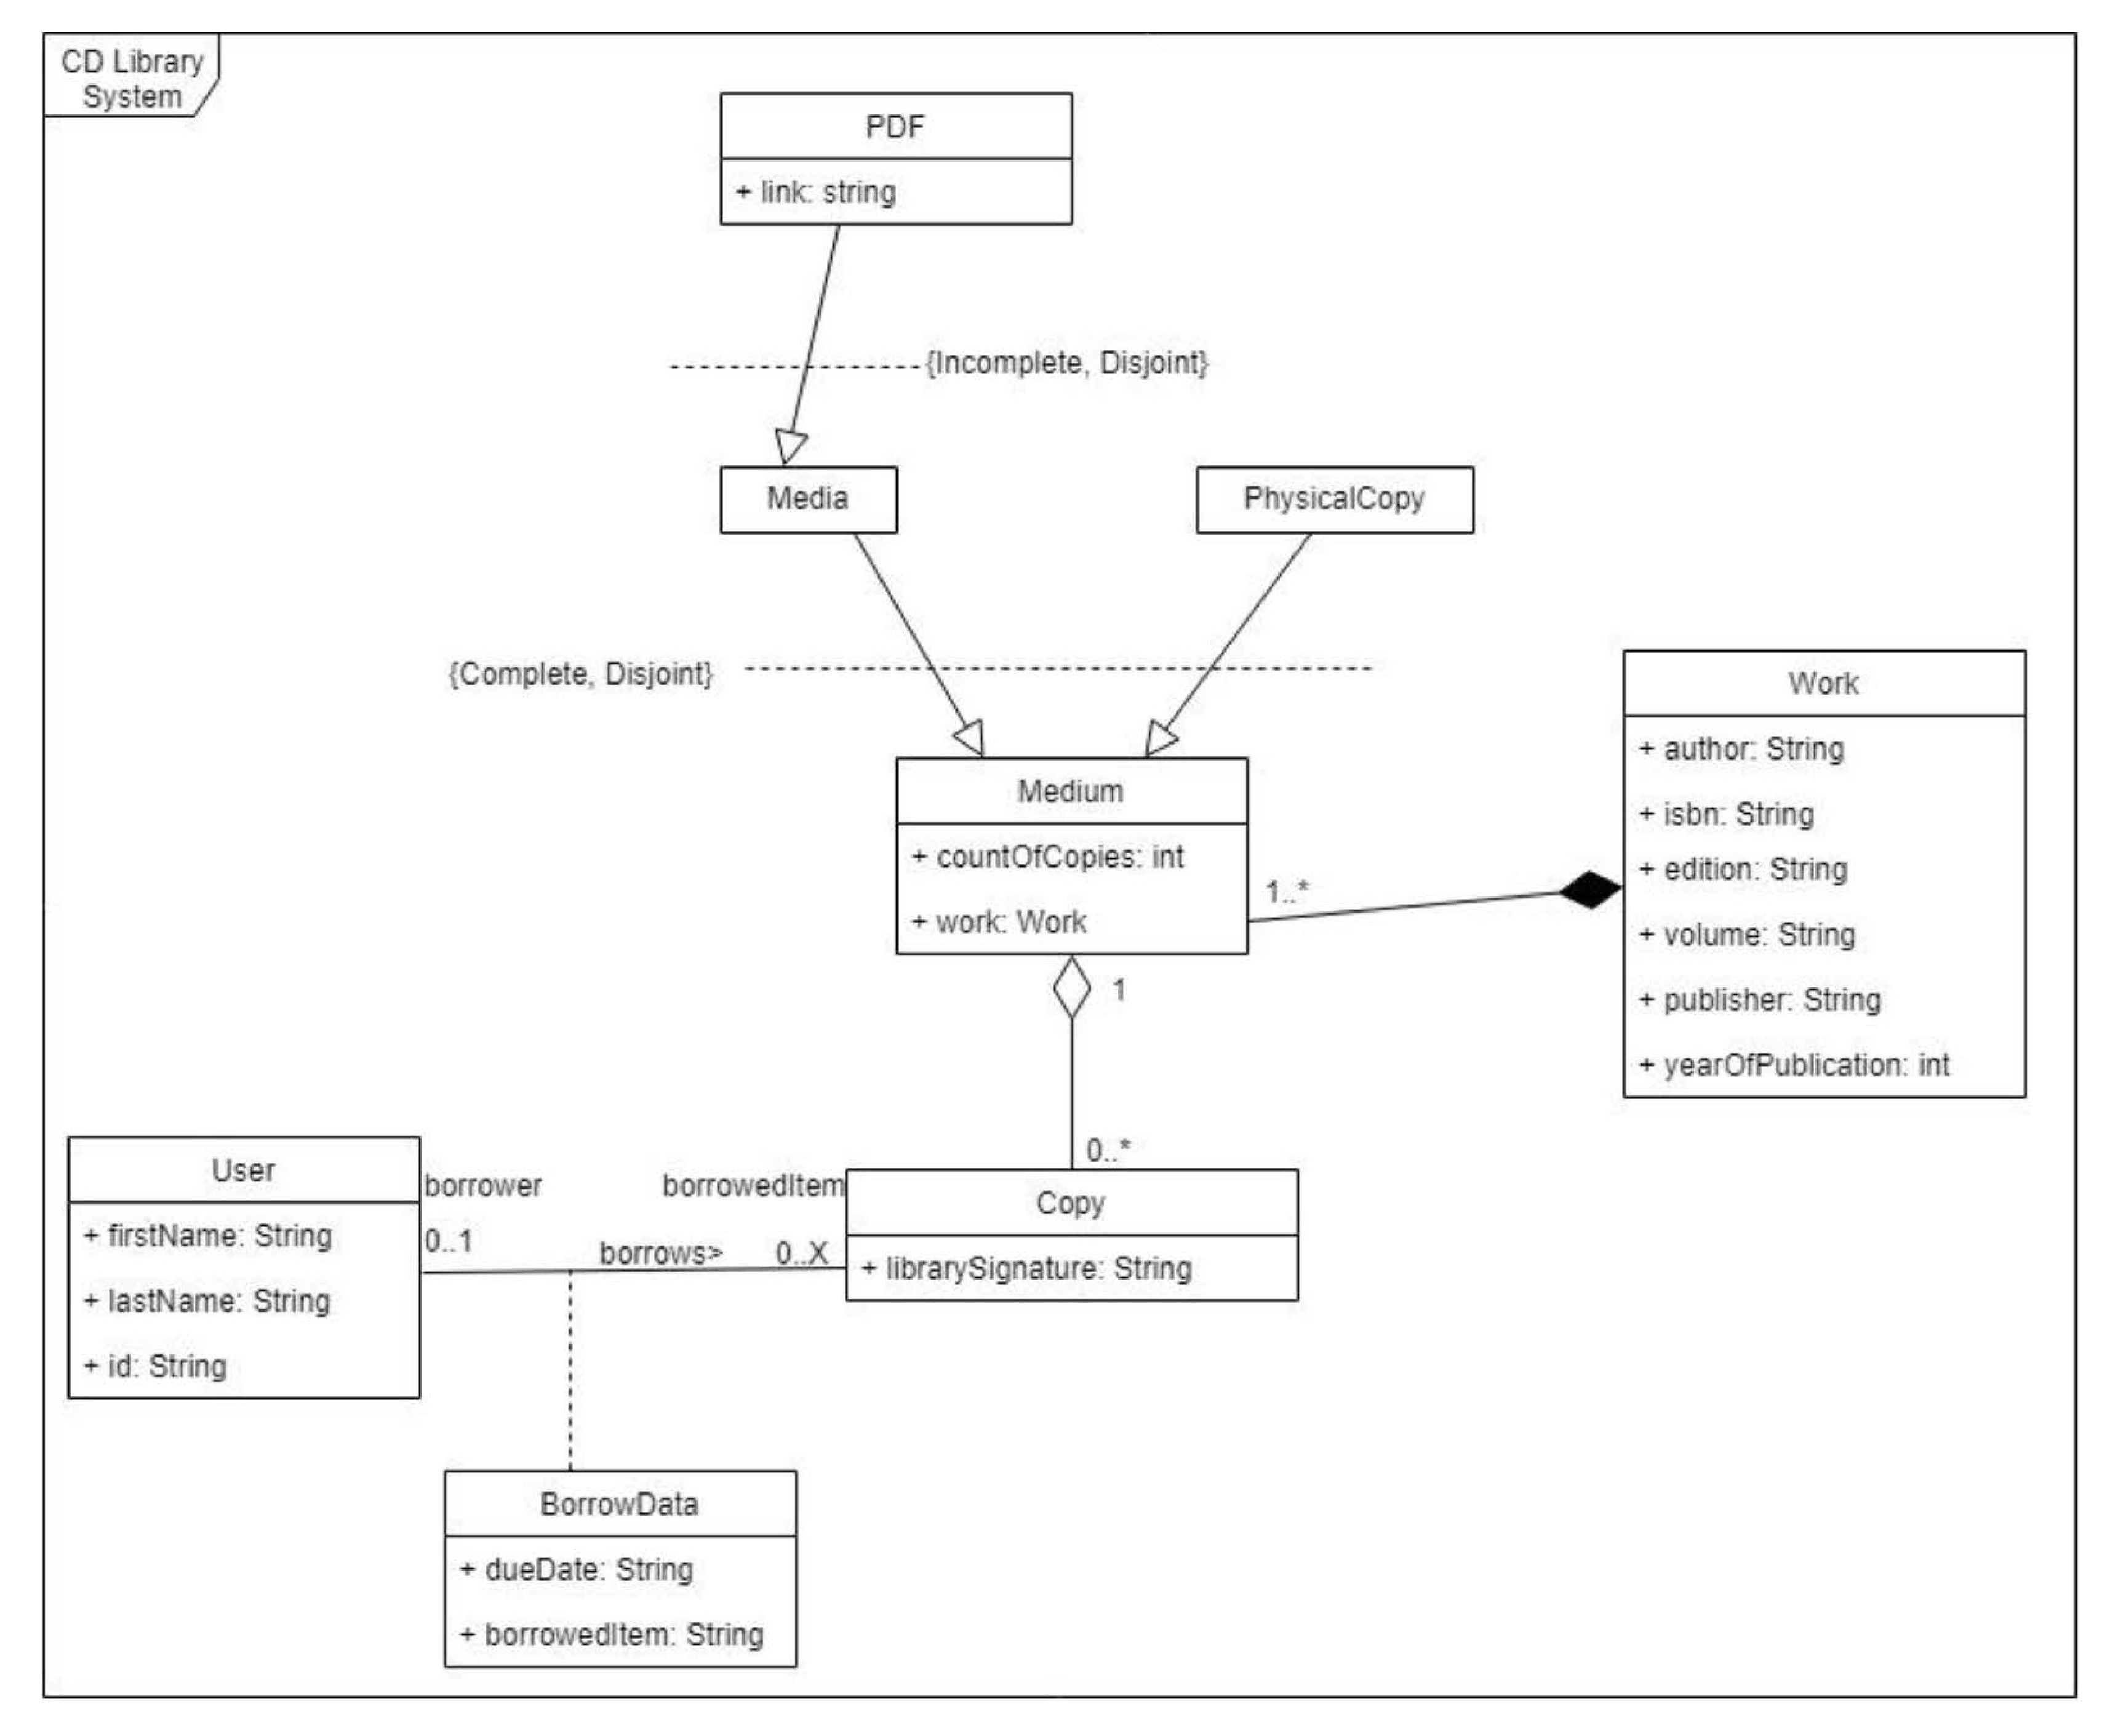 CD Library
System
PDF
+ link: string
{Incomplete, Disjoint}
Media
PhysicalCopy
{Complete, Disjoint}
Medium
+ countOfCopies: int
+ work: Work
1..*
Work
+ author: String
+ isbn: String
+ edition: String
+ volume: String
+ publisher: String
+ yearOfPublication: int
1
0..*
User
+ firstName: String
+ lastName: String
+ id: String
borrower
0..1
borrows>
borrowedItem
0..X
Copy
+ librarySignature: String
BorrowData
+ dueDate: String
+ borrowedItem: String